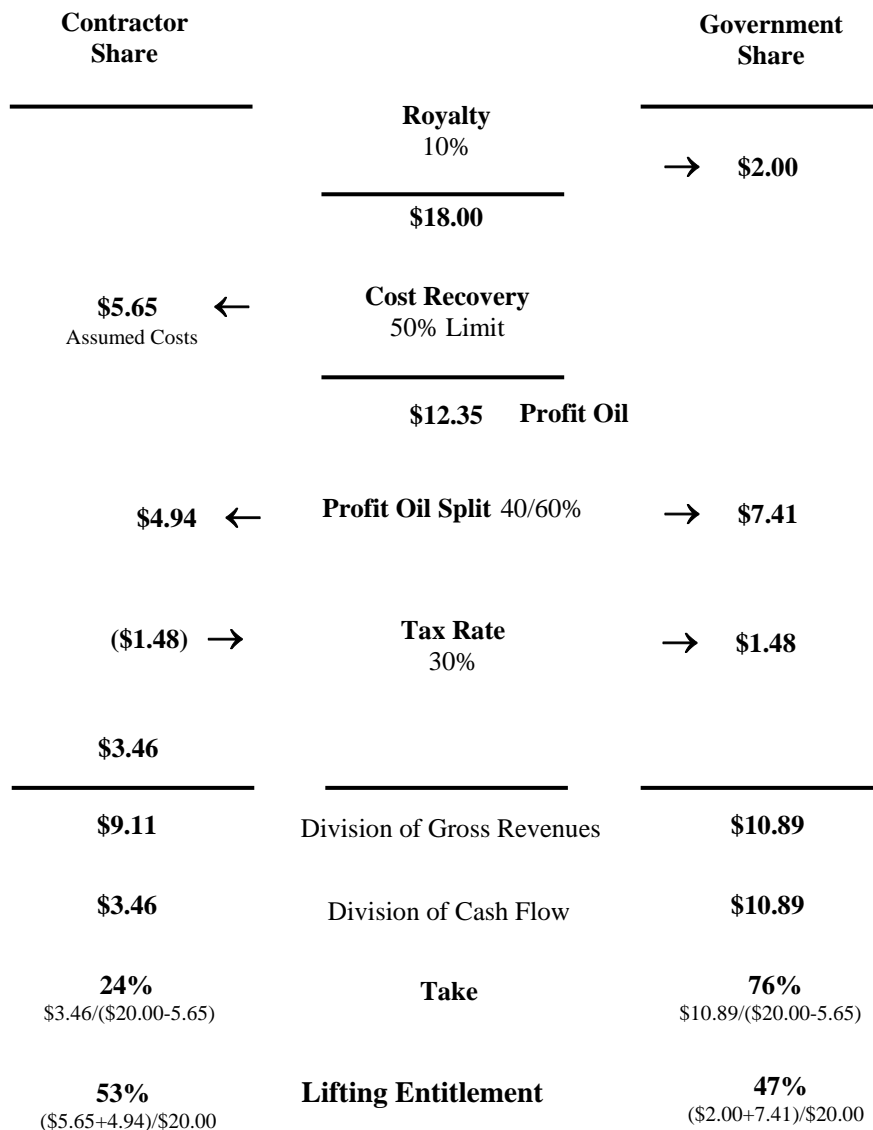 Contractor
Share
Government
Share
Royalty
10%
→ $2.00
$18.00
$5.65 ←
Assumed Costs
Cost Recovery
50% Limit
$12.35 Profit Oil
$4.94 ← Profit Oil Split 40/60% → $7.41
($1.48) → Tax Rate → $1.48
30%
$3.46
$9.11 Division of Gross Revenues $10.89
$3.46 Division of Cash Flow $10.89
24% Take 76%
$3.46/($20.00-5.65) $10.89/($20.00-5.65)
53% Lifting Entitlement 47%
($5.65+4.94)/$20.00 ($2.00+7.41)/$20.00